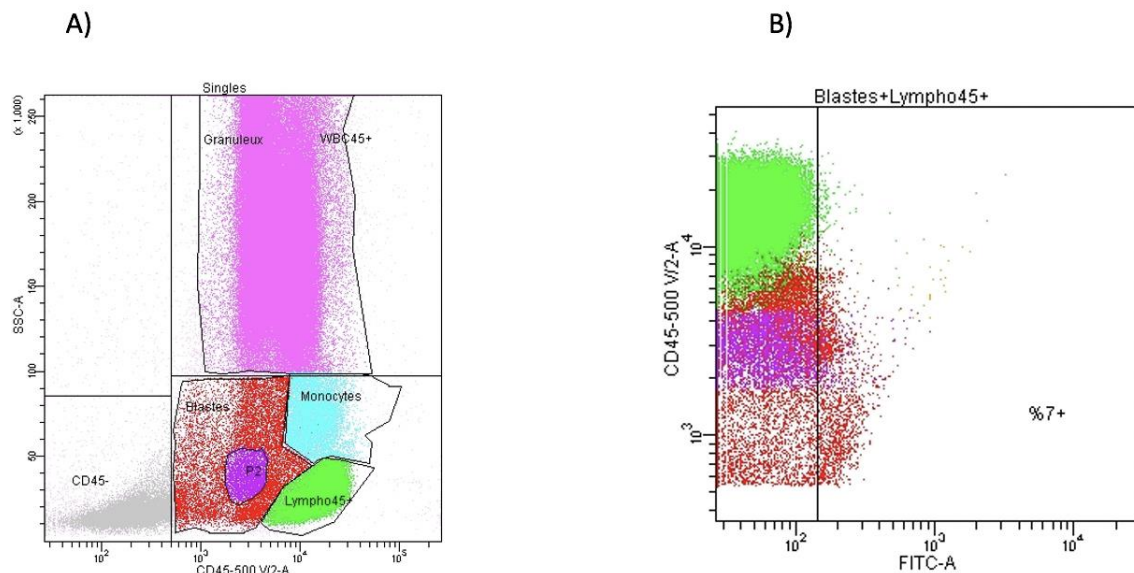 A)
B)
Singles
(x 1,000)
250
200
150
100
50
SSC-A
Granuleux
WBC45+
Blastes
Monocytes
P2
CD45-
Lympho45+
10² 10³ 10⁴ 10⁵
CD45-500 V/2-A
Blastes+Lympho45+
CD45-500 V/2-A
10⁴
10³
%7+
10² 10³ 10⁴
FITC-A